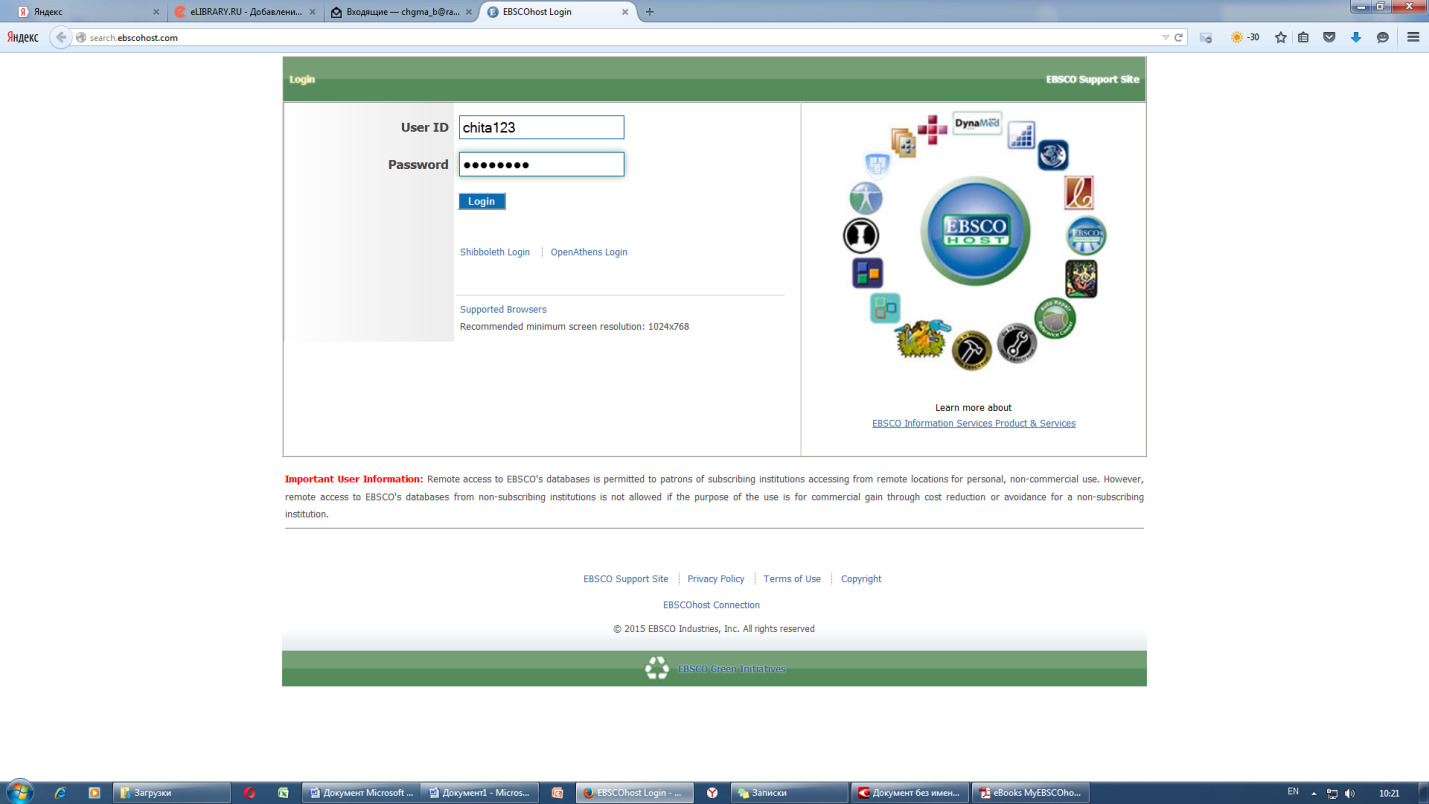 Яндекс
eLIBRARY.RU - Добавлени...
Входящие — chgma_b@ra...
EBSCOhost Login
Яндекс
search.ebscohost.com
-30
Login
EBSCO Support Site
User ID
chita123
Password
Login
Shibboleth Login
OpenAthens Login
Supported Browsers
Recommended minimum screen resolution: 1024x768
DynaMed
EBSCO
HOST
EBSCO
Auto Repair
Reference Center
Learn more about
EBSCO Information Services Product & Services
Important User Information: Remote access to EBSCO's databases is permitted to patrons of subscribing institutions accessing from remote locations for personal, non-commercial use. However,
remote access to EBSCO's databases from non-subscribing institutions is not allowed if the purpose of the use is for commercial gain through cost reduction or avoidance for a non-subscribing
institution.
EBSCO Support Site
Privacy Policy
Terms of Use
Copyright
EBSCOhost Connection
© 2015 EBSCO Industries, Inc. All rights reserved
EBSCO Green Initiatives
Загрузки
Документ Microsoft ...
Документ1 - Micros...
EBSCOhost Login - ...
Записки
Документ без имен...
eBooks MyEBSCOho...
EN
10:21